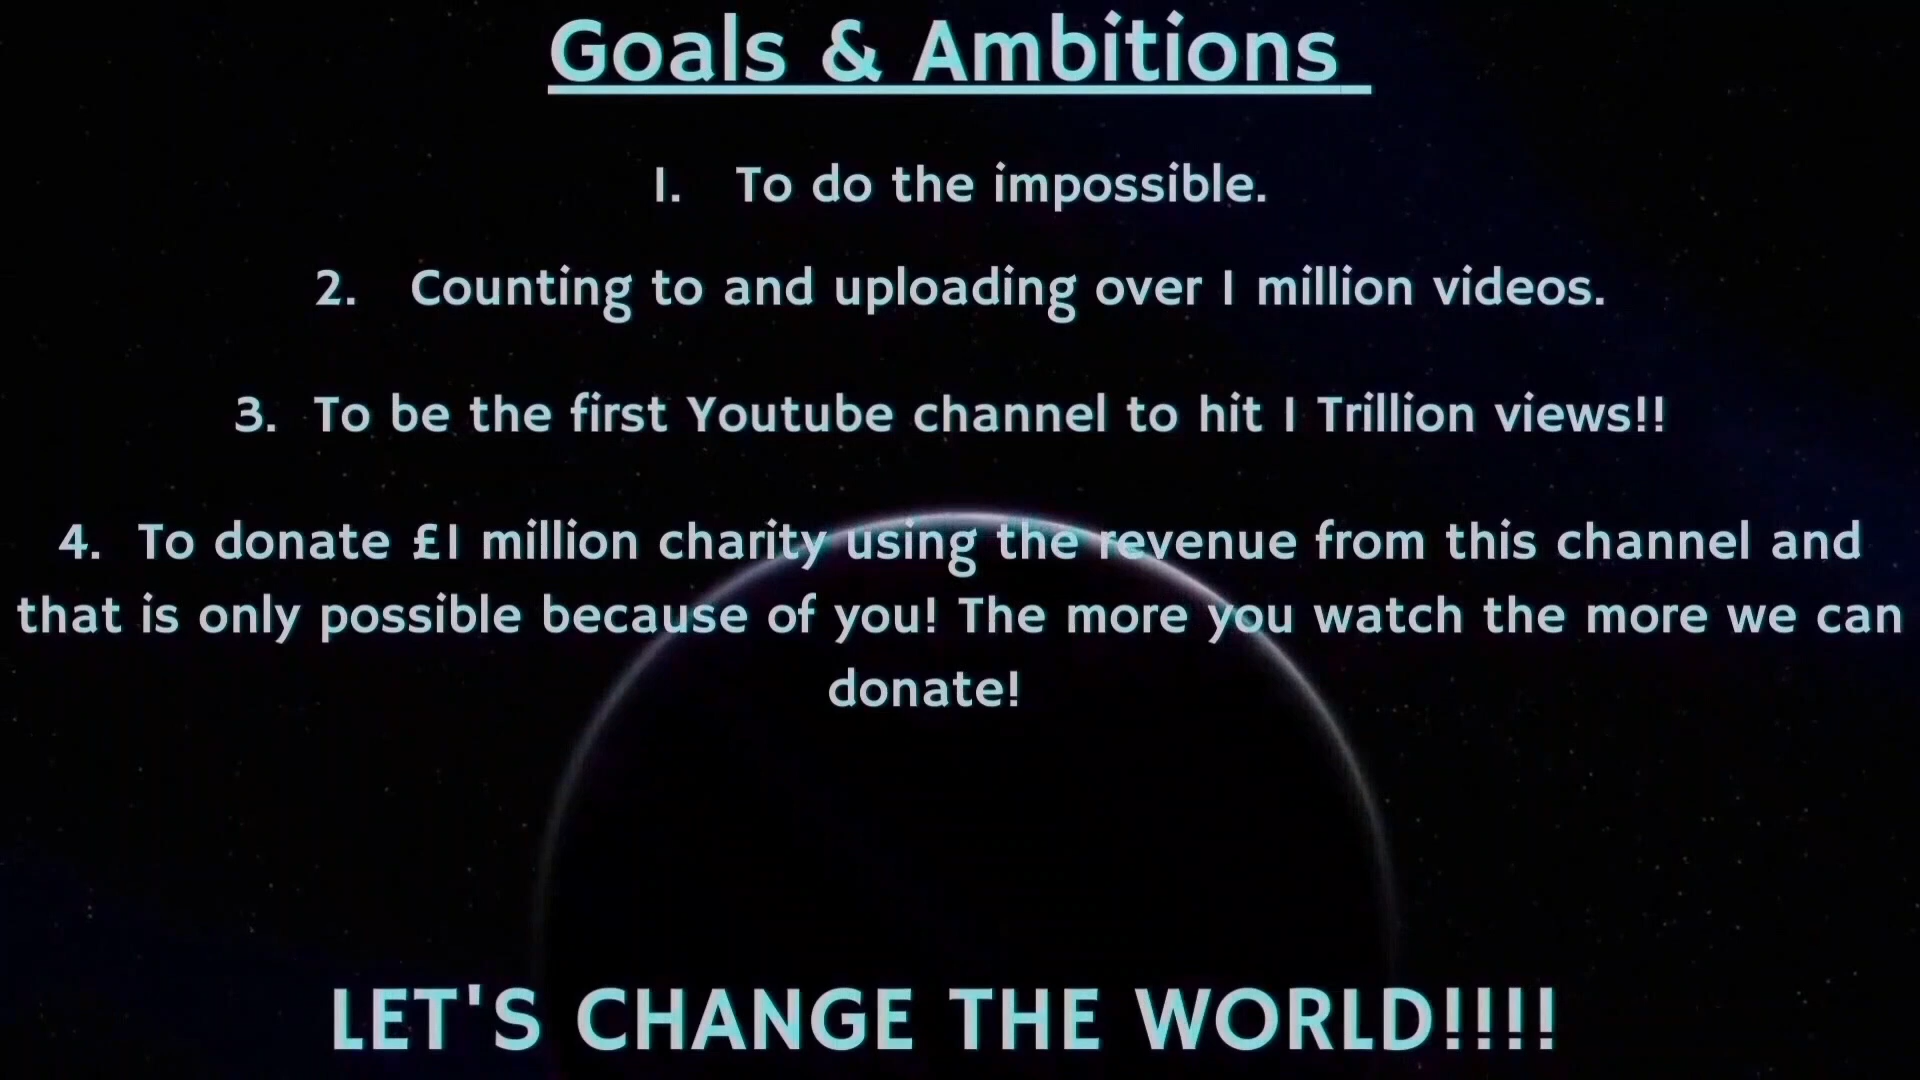 Goals & Ambitions
1. To do the impossible.
2. Counting to and uploading over 1 million videos.
3. To be the first Youtube channel to hit 1 Trillion views!!
4. To donate £1 million charity using the revenue from this channel and
that is only possible because of you! The more you watch the more we can
donate!
LET'S CHANGE THE WORLD!!!!